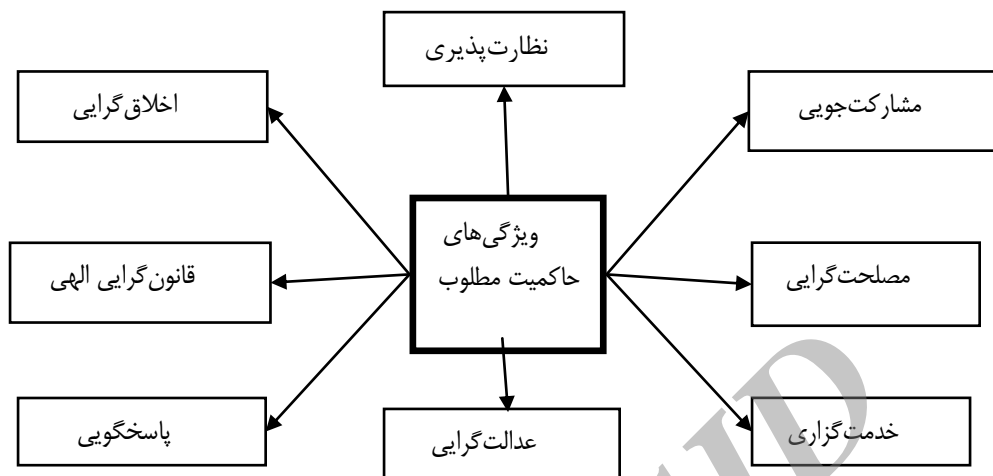 نظارت‌پذیری
مشارکت‌جویی
اخلاق‌گرایی
ویژگی‌های
حاکمیت مطلوب
مصلحت‌گرایی
قانون‌گرایی الهی
خدمت‌گزاری
عدالت‌گرایی
پاسخگویی